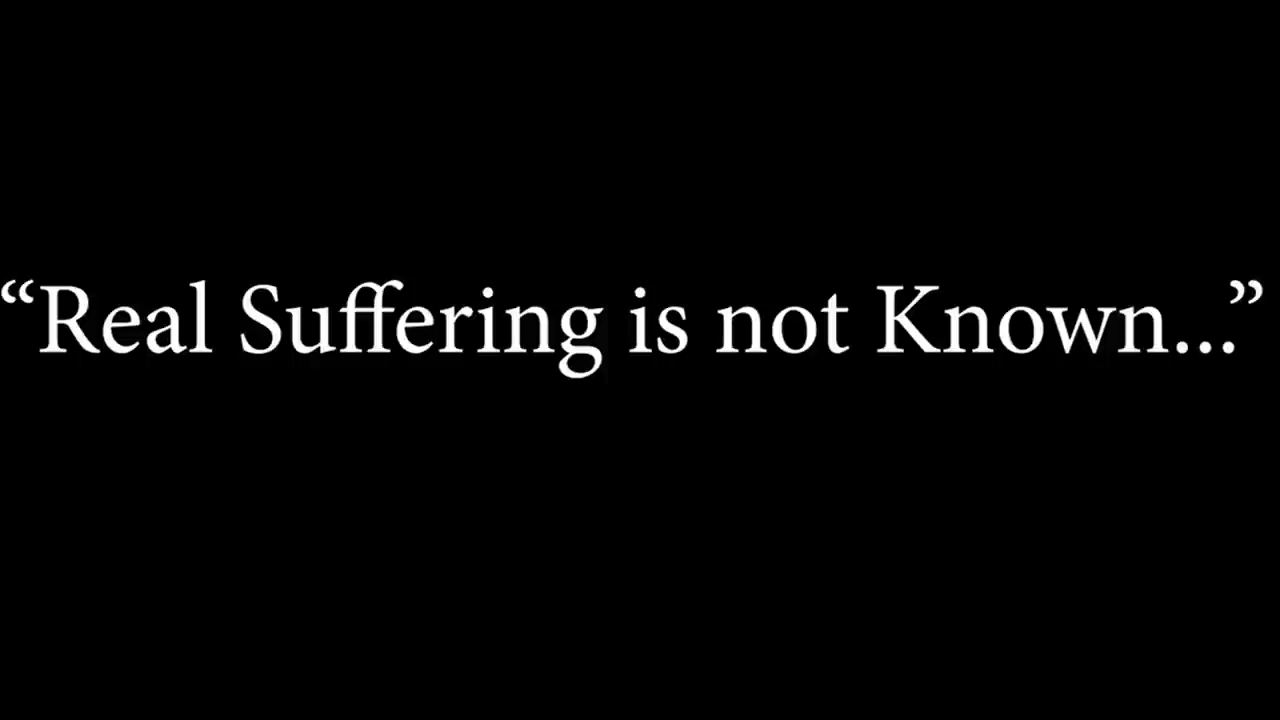 “Real Suffering is not Known...”